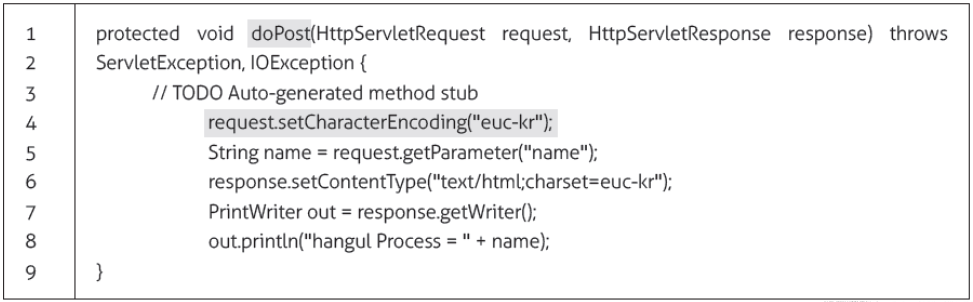 1 protected void doPost(HttpServletRequest request, HttpServletResponse response) throws
2 ServletException, IOException {
3 // TODO Auto-generated method stub
4 request.setCharacterEncoding("euc-kr");
5 String name = request.getParameter("name");
6 response.setContentType("text/html;charset=euc-kr");
7 PrintWriter out = response.getWriter();
8 out.println("hangul Process = " + name);
9 }